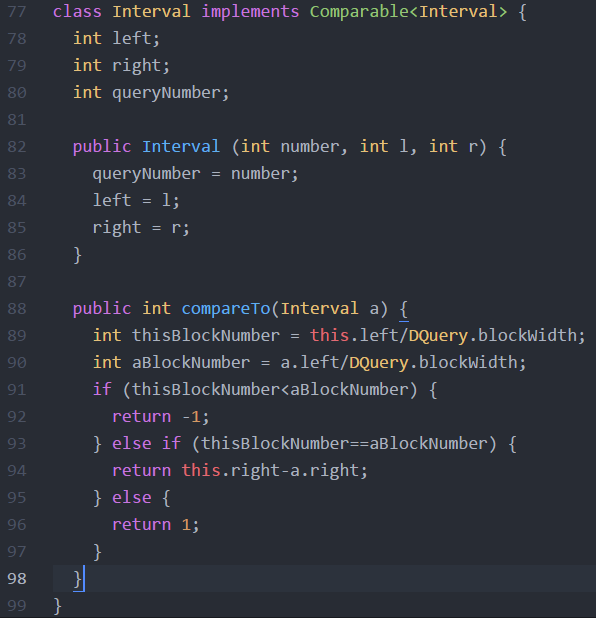 77 class Interval implements Comparable<Interval> {
78   int left;
79   int right;
80   int queryNumber;
81
82   public Interval (int number, int l, int r) {
83     queryNumber = number;
84     left = l;
85     right = r;
86   }
87
88   public int compareTo(Interval a) {
89     int thisBlockNumber = this.left/DQuery.blockWidth;
90     int aBlockNumber = a.left/DQuery.blockWidth;
91     if (thisBlockNumber<aBlockNumber) {
92       return -1;
93     } else if (thisBlockNumber==aBlockNumber) {
94       return this.right-a.right;
95     } else {
96       return 1;
97     }
98   }
99 }